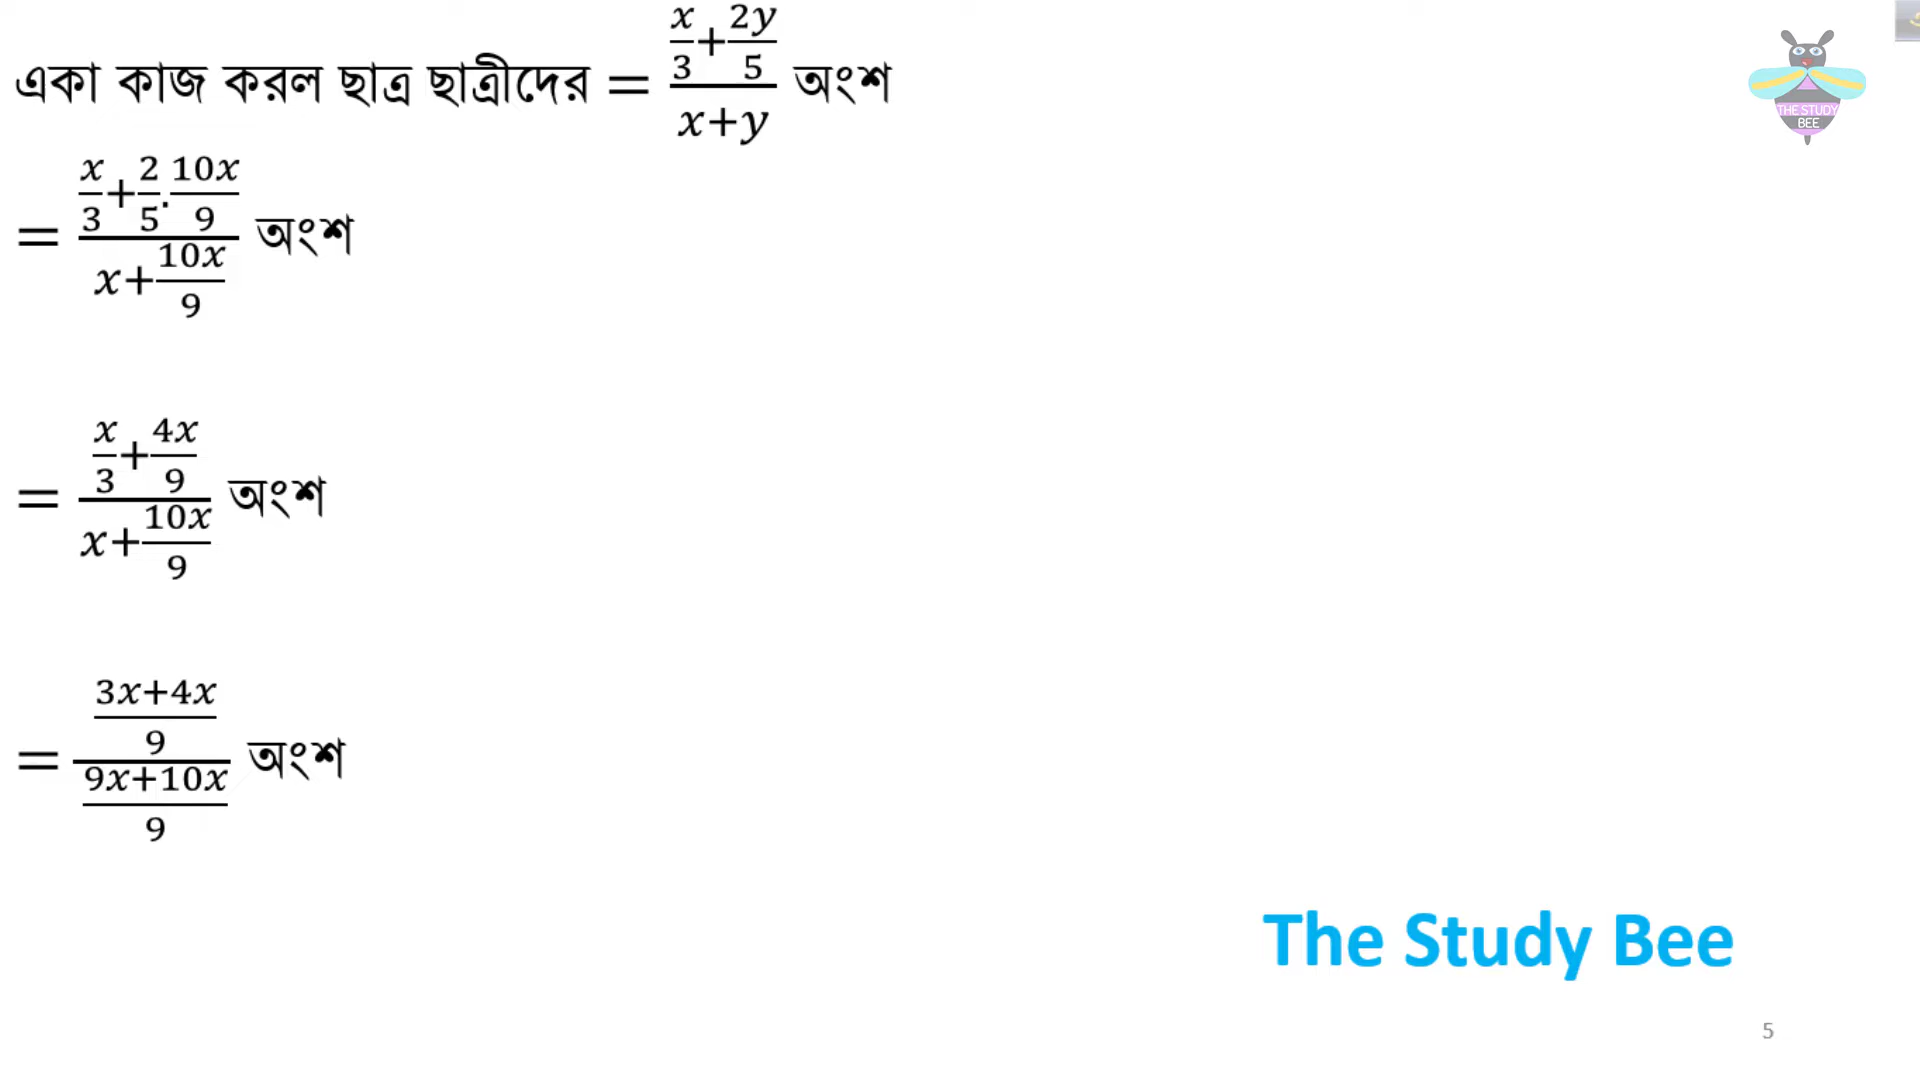 একা কাজ করল ছাত্র ছাত্রীদের = (x/3 + 2y/5)/(x+y) অংশ
= (x/3 + 2/5 . 10x/9)/(x + 10x/9) অংশ
= (x/3 + 4x/9)/(x + 10x/9) অংশ
= ((3x+4x)/9)/((9x+10x)/9) অংশ
THE STUDY
BEE
The Study Bee
5